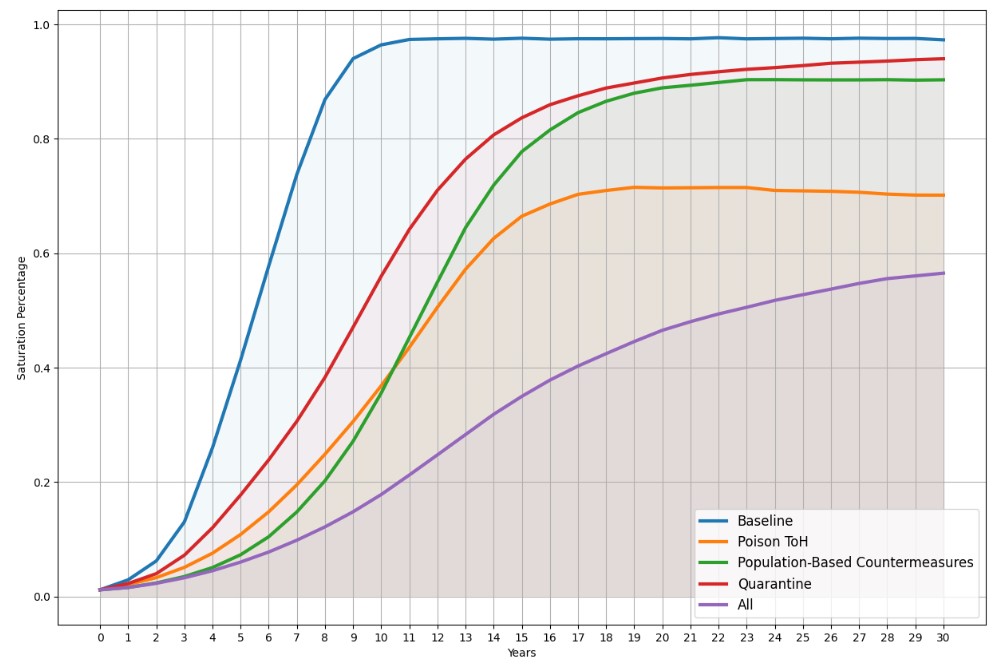 1.0
0.8
0.6
0.4
0.2
0.0
Saturation Percentage
Baseline
Poison ToH
Population-Based Countermeasures
Quarantine
All
0 1 2 3 4 5 6 7 8 9 10 11 12 13 14 15 16 17 18 19 20 21 22 23 24 25 26 27 28 29 30
Years